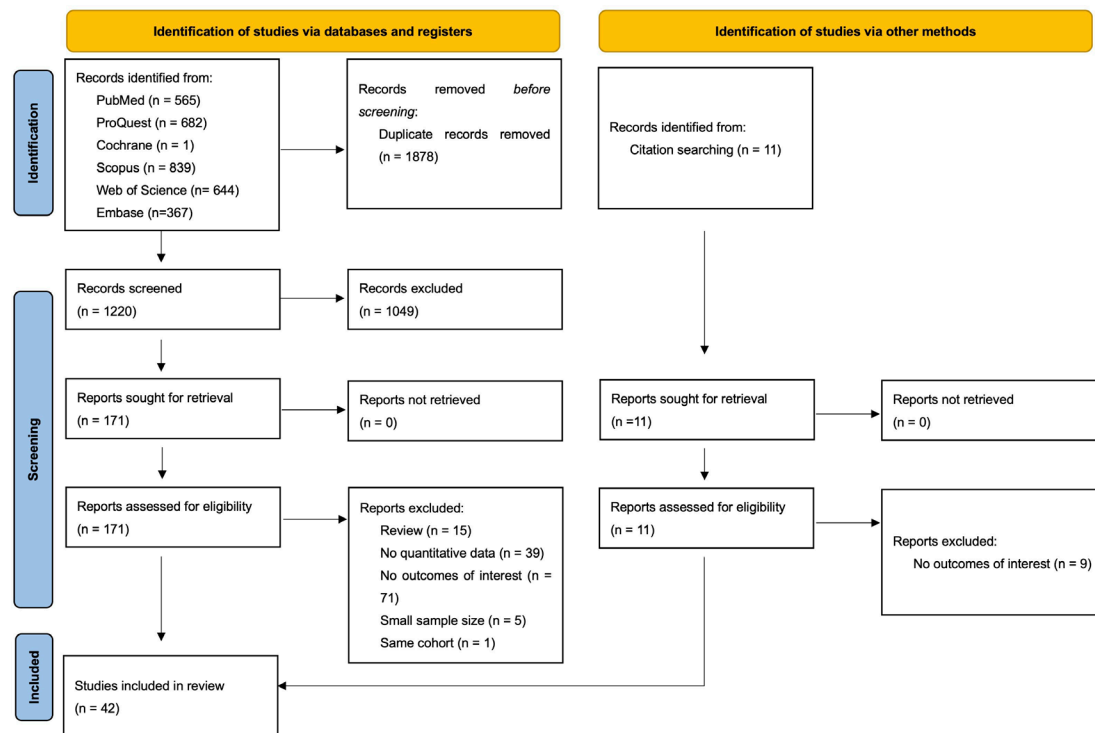 Identification of studies via databases and registers
Identification of studies via other methods
Identification
Records identified from:
PubMed (n = 565)
ProQuest (n = 682)
Cochrane (n = 1)
Scopus (n = 839)
Web of Science (n= 644)
Embase (n=367)
Records removed before
screening:
Duplicate records removed
(n = 1878)
Records identified from:
Citation searching (n = 11)
Screening
Records screened
(n = 1220)
Records excluded
(n = 1049)
Reports sought for retrieval
(n = 171)
Reports not retrieved
(n = 0)
Reports sought for retrieval
(n =11)
Reports not retrieved
(n = 0)
Reports assessed for eligibility
(n = 171)
Reports excluded:
Review (n = 15)
No quantitative data (n = 39)
No outcomes of interest (n =
71)
Small sample size (n = 5)
Same cohort (n = 1)
Reports assessed for eligibility
(n = 11)
Reports excluded:
No outcomes of interest (n = 9)
Included
Studies included in review
(n = 42)